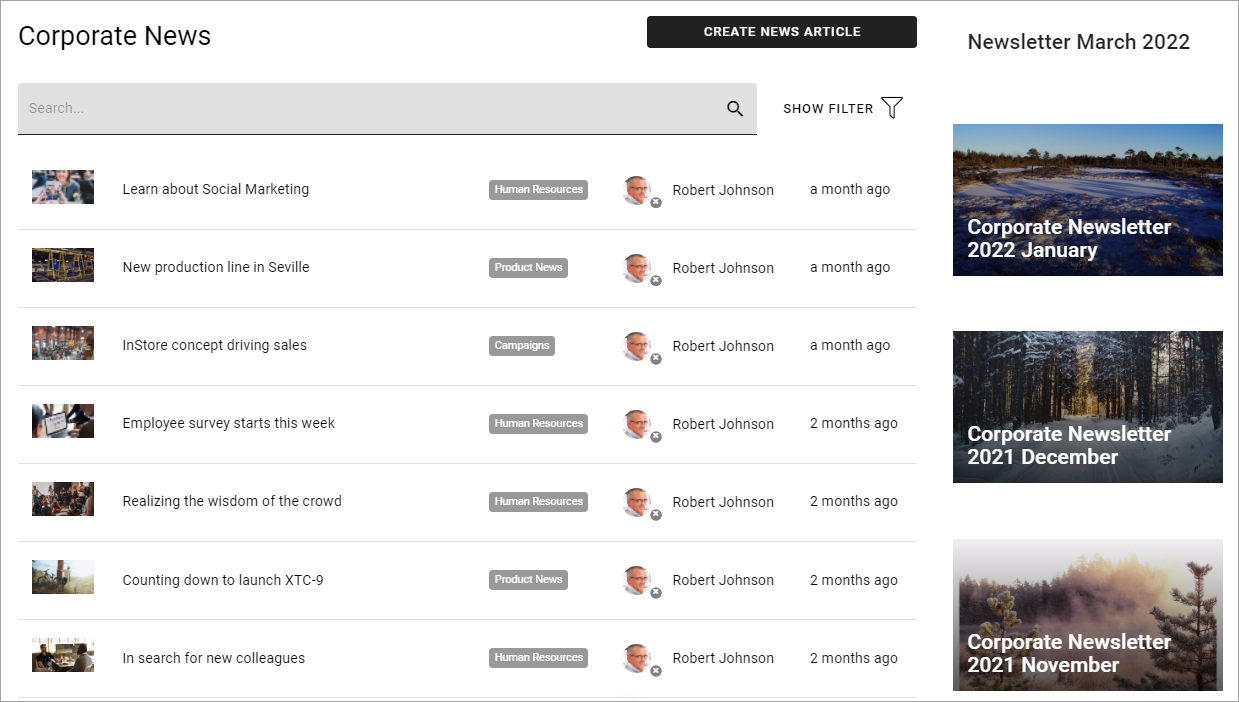 Corporate News
CREATE NEWS ARTICLE
Search...
SHOW FILTER
Learn about Social Marketing Human Resources Robert Johnson a month ago
New production line in Seville Product News Robert Johnson a month ago
InStore concept driving sales Campaigns Robert Johnson a month ago
Employee survey starts this week Human Resources Robert Johnson 2 months ago
Realizing the wisdom of the crowd Human Resources Robert Johnson 2 months ago
Counting down to launch XTC-9 Product News Robert Johnson 2 months ago
In search for new colleagues Human Resources Robert Johnson 2 months ago
Newsletter March 2022
Corporate Newsletter
2022 January
Corporate Newsletter
2021 December
Corporate Newsletter
2021 November